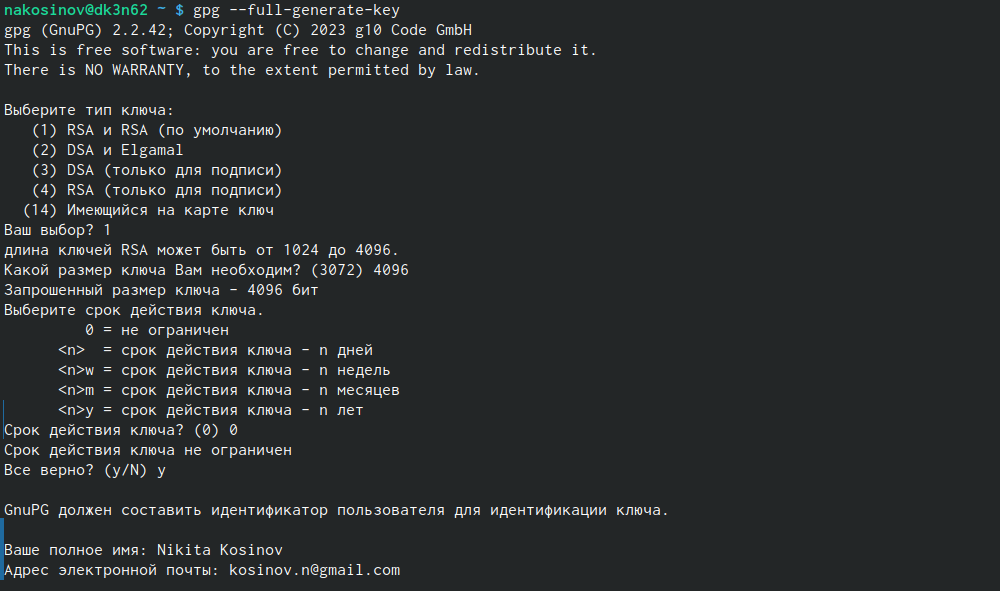 nakosinov@dk3n62 ~ $ gpg --full-generate-key
gpg (GnuPG) 2.2.42; Copyright (C) 2023 g10 Code GmbH
This is free software: you are free to change and redistribute it.
There is NO WARRANTY, to the extent permitted by law.

Выберите тип ключа:
   (1) RSA и RSA (по умолчанию)
   (2) DSA и Elgamal
   (3) DSA (только для подписи)
   (4) RSA (только для подписи)
  (14) Имеющийся на карте ключ
Ваш выбор? 1
длина ключей RSA может быть от 1024 до 4096.
Какой размер ключа Вам необходим? (3072) 4096
Запрошенный размер ключа - 4096 бит
Выберите срок действия ключа.
         0 = не ограничен
      <n>  = срок действия ключа - n дней
      <n>w = срок действия ключа - n недель
      <n>m = срок действия ключа - n месяцев
      <n>y = срок действия ключа - n лет
Срок действия ключа? (0) 0
Срок действия ключа не ограничен
Все верно? (y/N) y

GnuPG должен составить идентификатор пользователя для идентификации ключа.

Ваше полное имя: Nikita Kosinov
Адрес электронной почты: kosinov.n@gmail.com